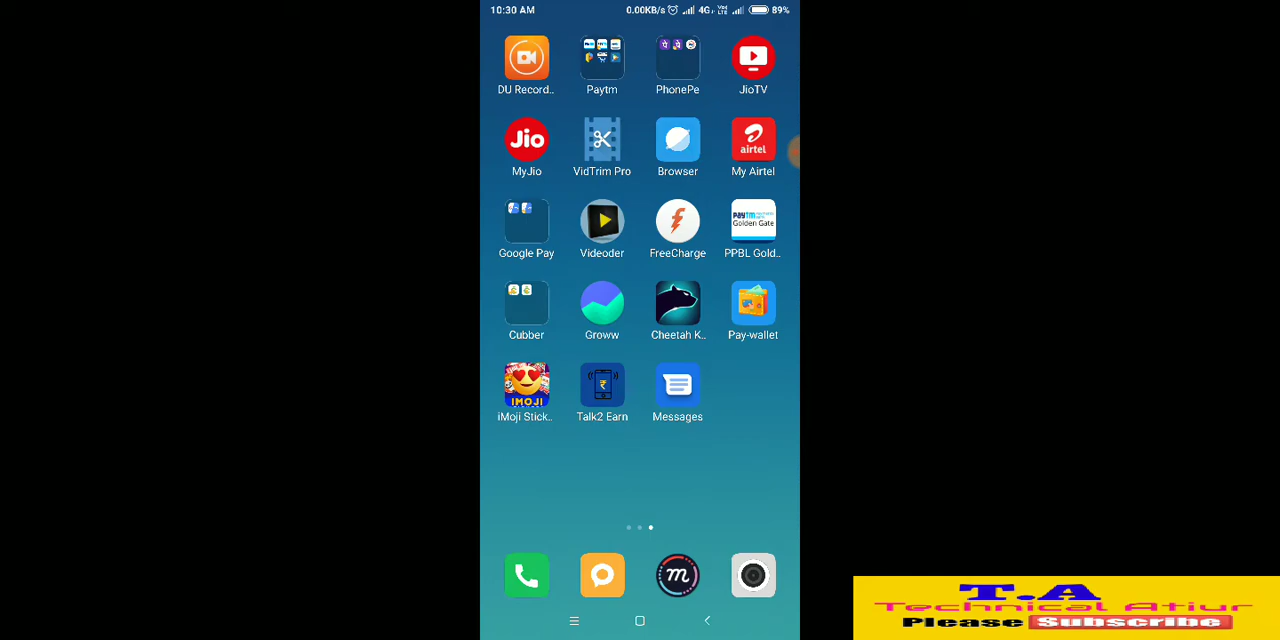 10:30 AM 0.00KB/s 4G VoLTE 89%
DU Record.. Paytm PhonePe JioTV
Jio airtel
MyJio VidTrim Pro Browser My Airtel
Paytm Golden Gate
Google Pay Videoder FreeCharge PPBL Gold..
Cubber Groww Cheetah K.. Pay-wallet
IMOJI
iMoji Stick.. Talk2 Earn Messages
m
T.A
Technical Atiur
Please Subscribe